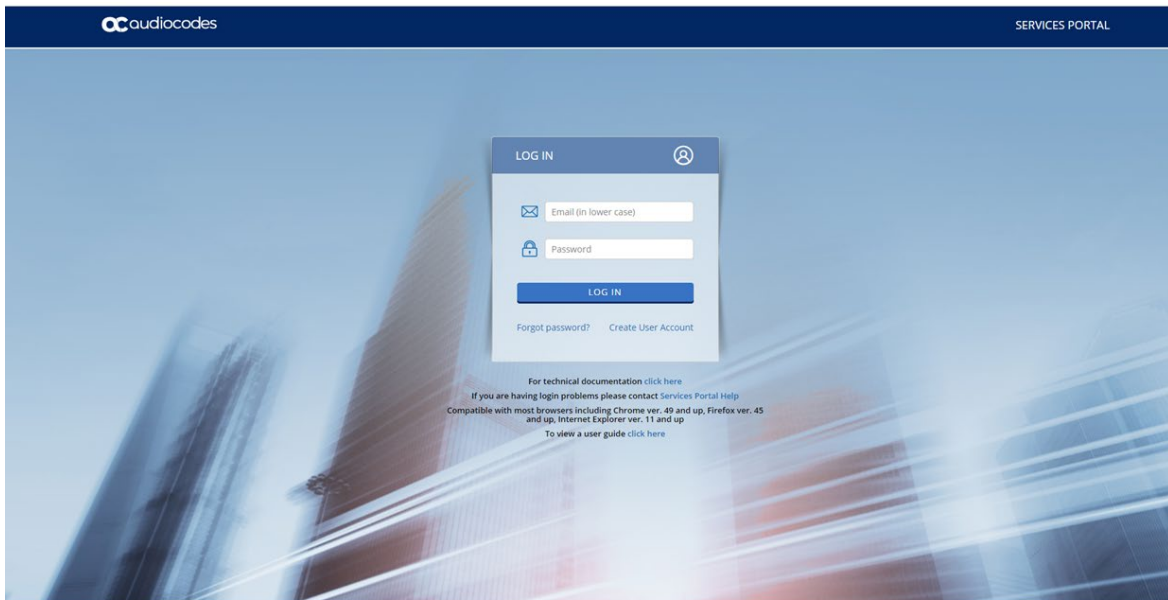 audiocodes
SERVICES PORTAL
LOG IN
Email (in lower case)
Password
LOG IN
Forgot password? Create User Account
For technical documentation click here
If you are having login problems please contact Services Portal Help
Compatible with most browsers including Chrome ver. 49 and up, Firefox ver. 45
and up, Internet Explorer ver. 11 and up
To view a user guide click here